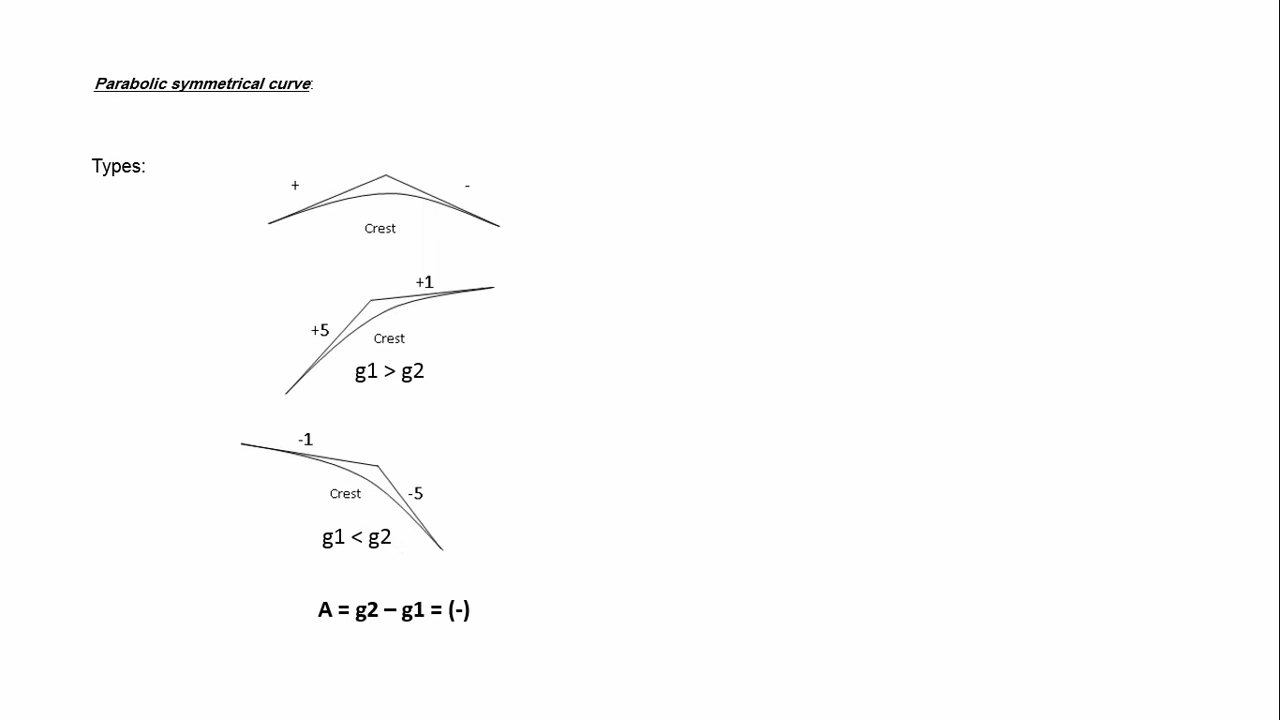 Parabolic symmetrical curve:
Types:
+ -
Crest
+1
+5
Crest
g1 > g2
-1
Crest
-5
g1 < g2
A = g2 – g1 = (-)